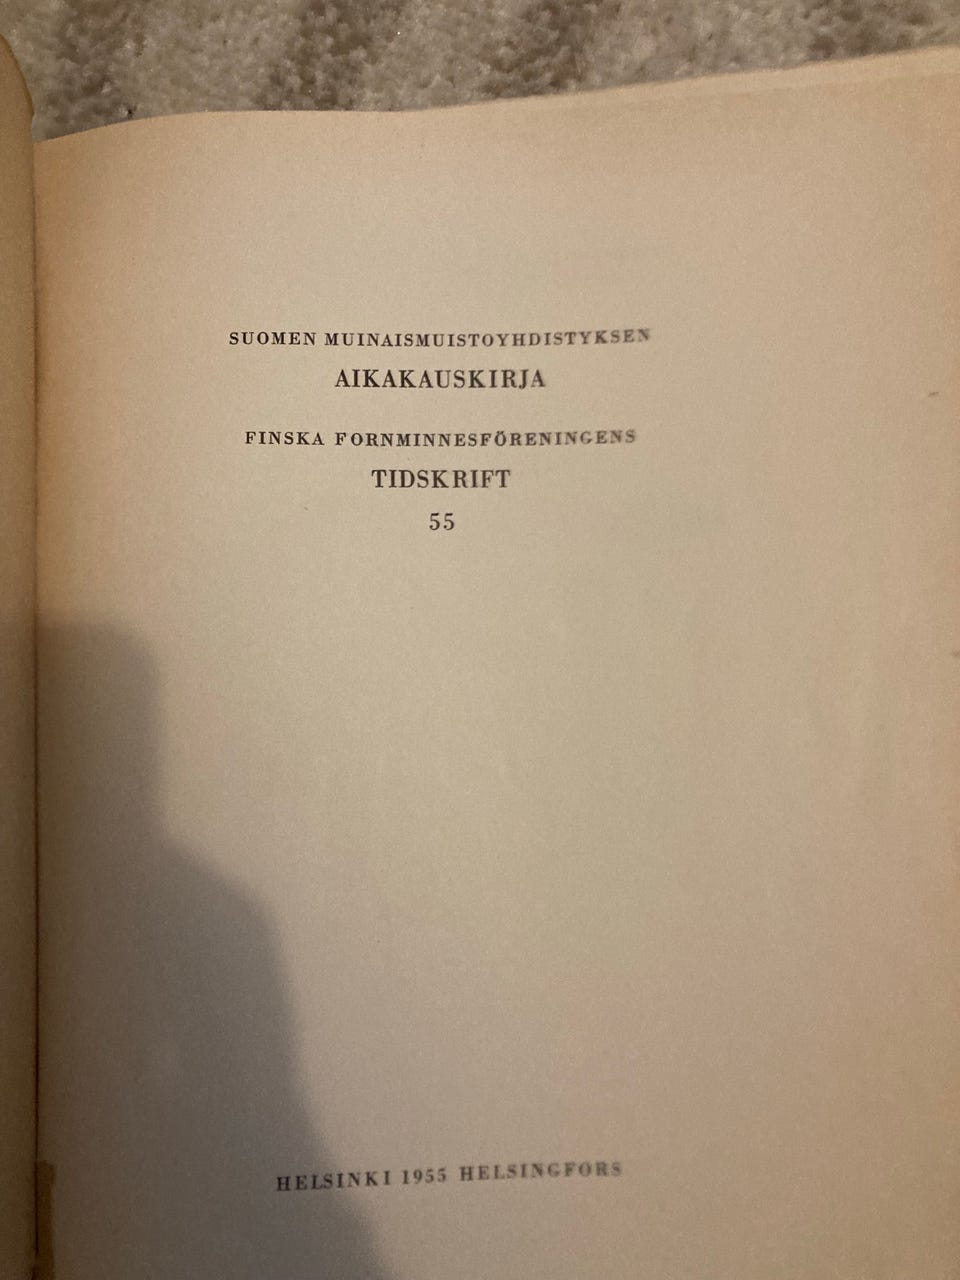 SUOMEN MUINAISMUISTOYHDISTYKSEN
AIKAKAUSKIRJA
FINSKA FORNMINNESFÖRENINGENS
TIDSKRIFT
55
HELSINKI 1955 HELSINGFORS